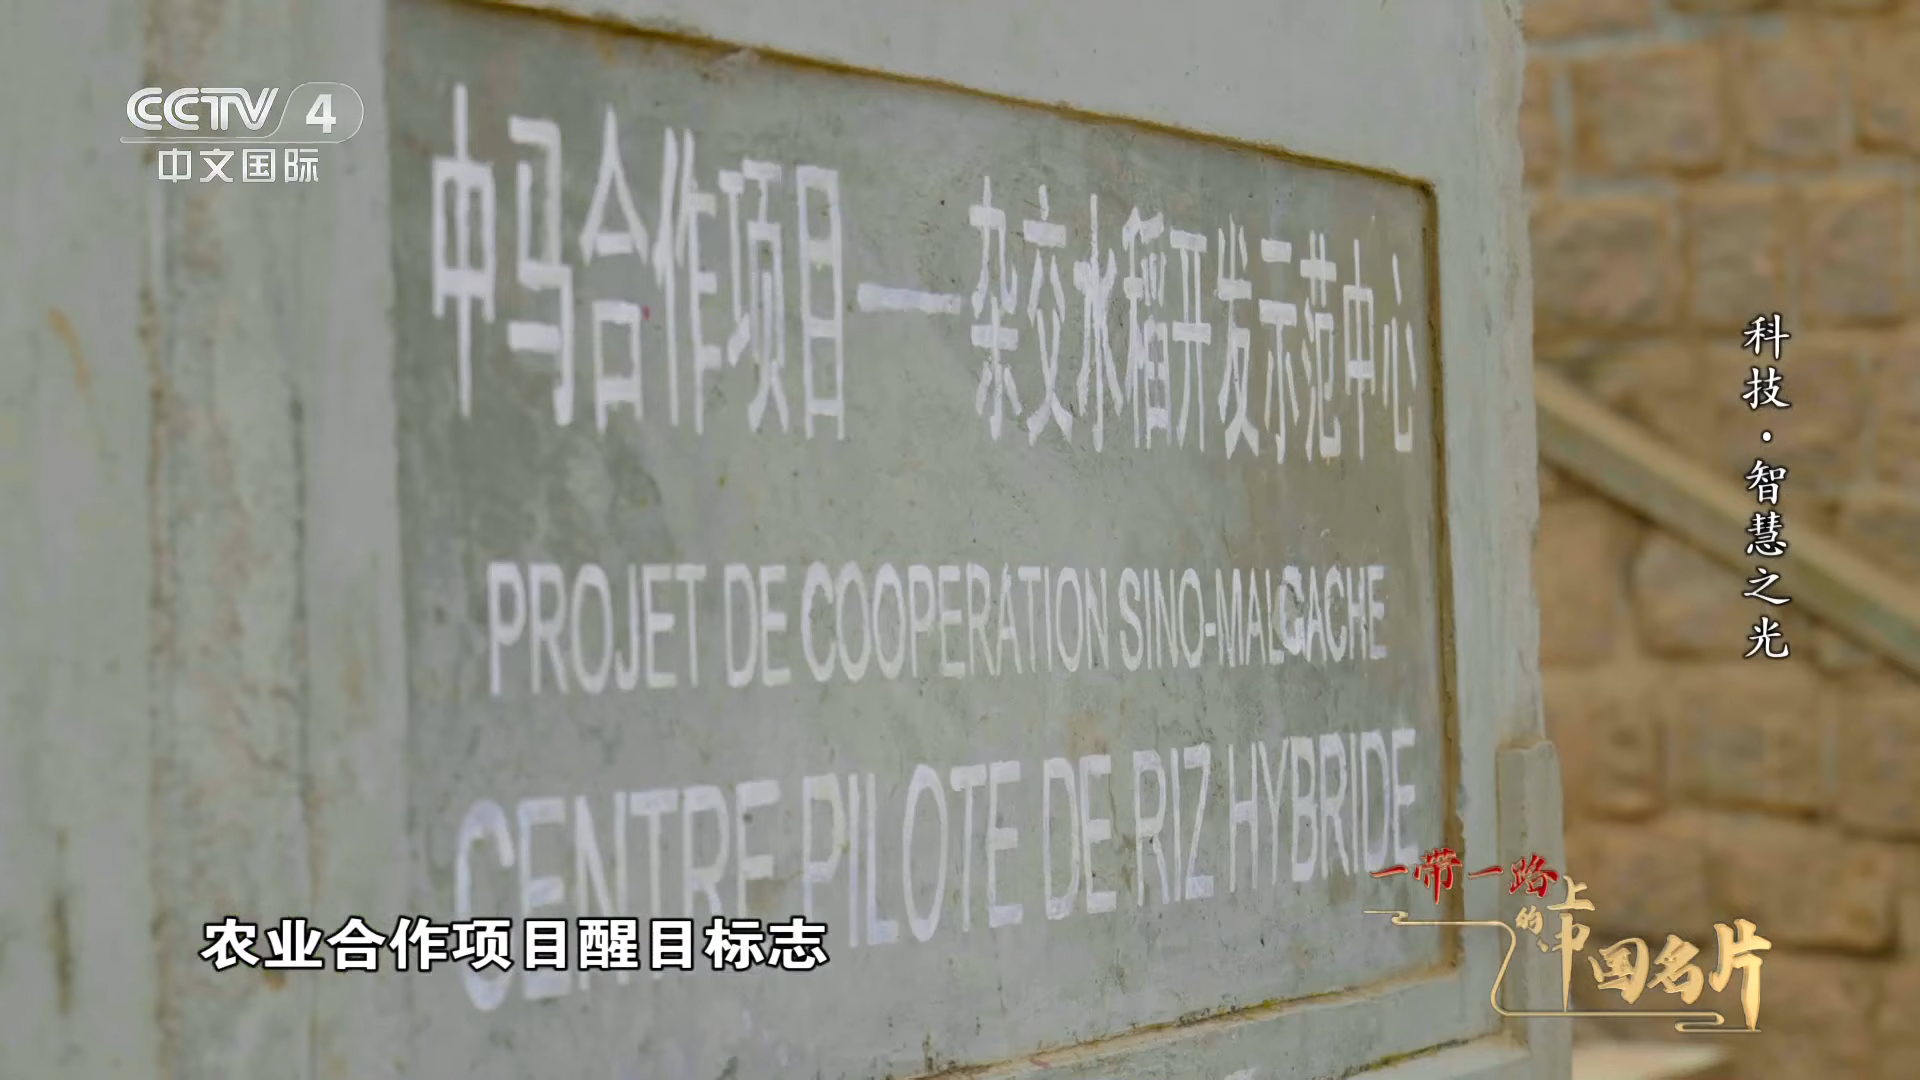 CCTV 4
中文国际
中马合作项目—杂交水稻开发示范中心
PROJET DE COOPERATION SINO-MALGACHE
CENTRE PILOTE DE RIZ HYBRIDE
科技·智慧之光
农业合作项目醒目标志
一带一路
上的中国名片